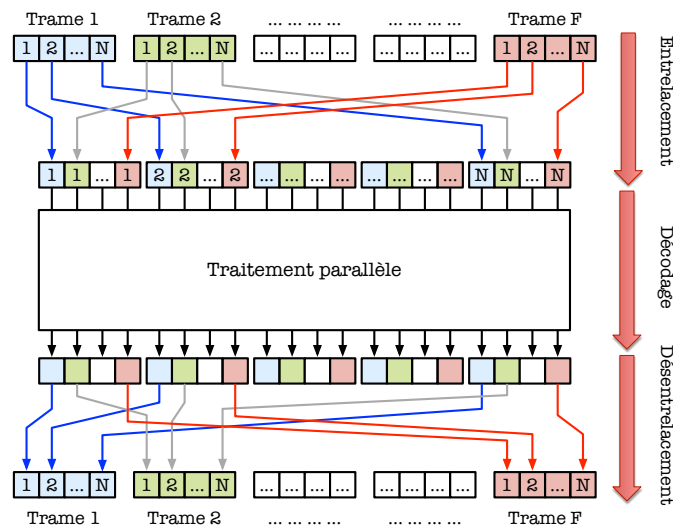 Trame 1 Trame 2 ... ... ... ... ... ... ... ... Trame F
1 2 ... N 1 2 ... N ... ... ... ... ... ... ... ... 1 2 ... N
Entrelacement
1 1 ... 1 2 2 ... 2 ... ... ... ... ... ... ... ... N N ... N
Traitement parallèle
Décodage
Désentrelacement
1 2 ... N 1 2 ... N ... ... ... ... ... ... ... ... 1 2 ... N
Trame 1 Trame 2 ... ... ... ... ... ... ... ... Trame F